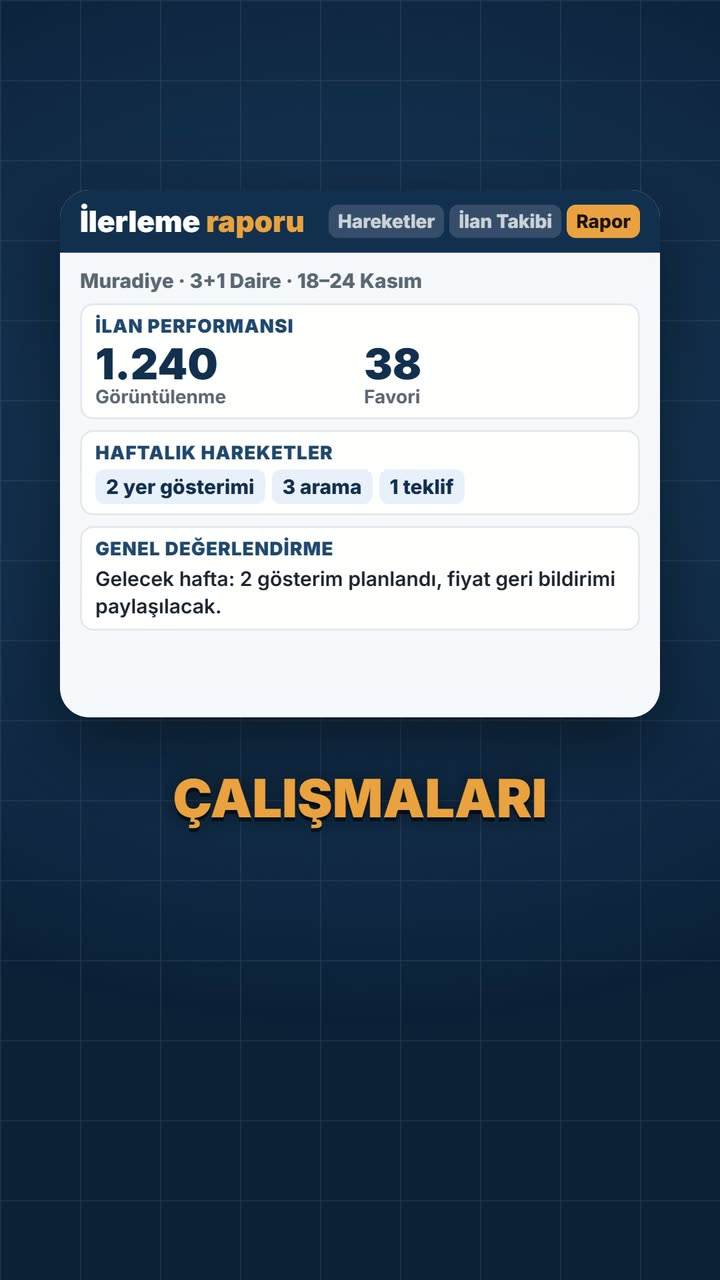 İlerleme raporu
Hareketler
İlan Takibi
Rapor
Muradiye · 3+1 Daire · 18–24 Kasım
İLAN PERFORMANSI
1.240
38
Görüntülenme
Favori
HAFTALIK HAREKETLER
2 yer gösterimi
3 arama
1 teklif
GENEL DEĞERLENDİRME
Gelecek hafta: 2 gösterim planlandı, fiyat geri bildirimi
paylaşılacak.
ÇALIŞMALARI